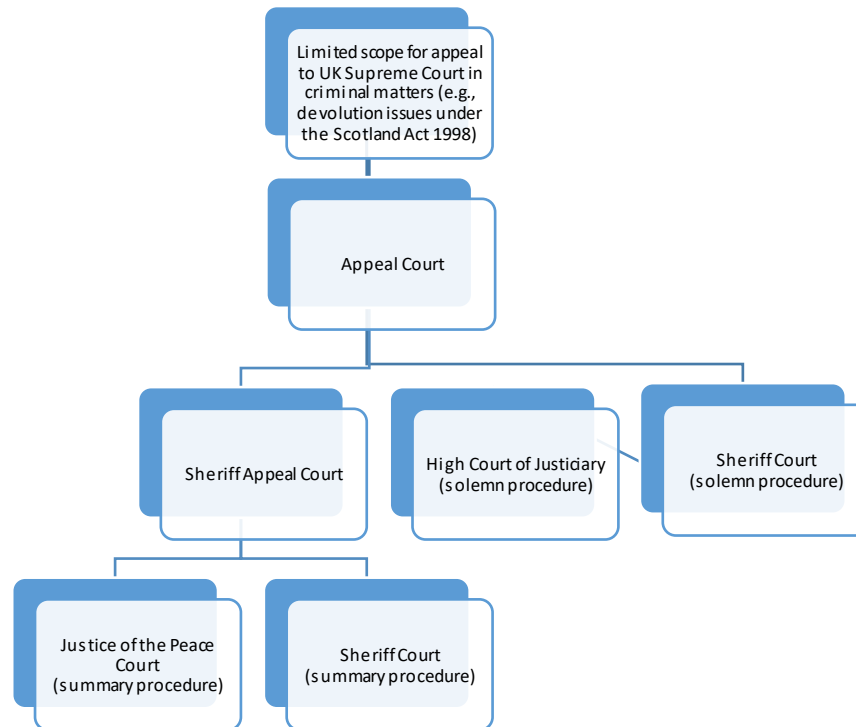 Limited scope for appeal
to UK Supreme Court in
criminal matters (e.g.,
devolution issues under
the Scotland Act 1998)
Appeal Court
Sheriff Appeal Court
High Court of Justiciary
(solemn procedure)
Sheriff Court
(solemn procedure)
Justice of the Peace
Court
(summary procedure)
Sheriff Court
(summary procedure)